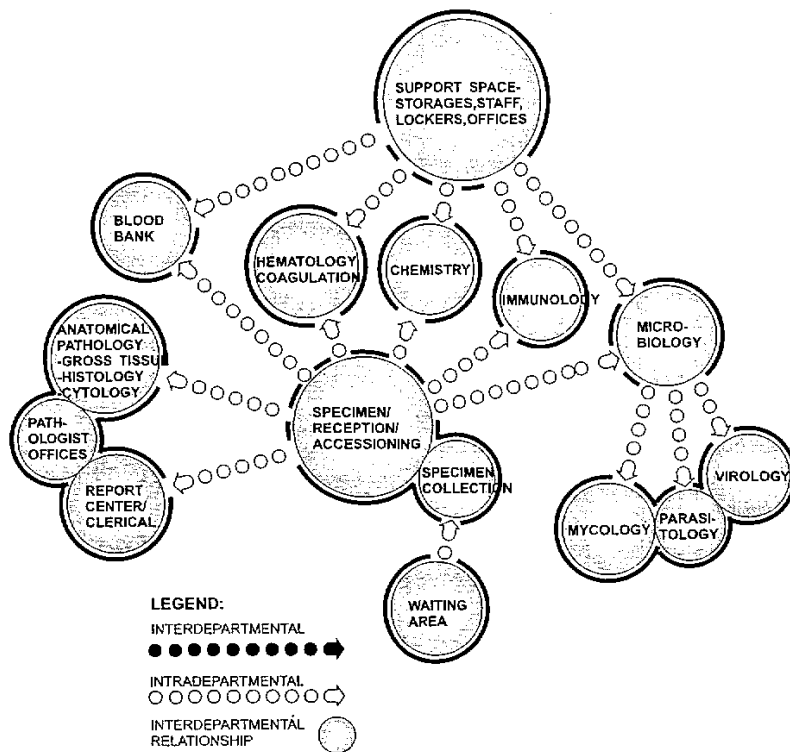 SUPPORT SPACE-
STORAGES,STAFF,
LOCKERS,OFFICES
BLOOD
BANK
HEMATOLOGY
COAGULATION
CHEMISTRY
IMMUNOLOGY
MICRO-
BIOLOGY
ANATOMICAL
PATHOLOGY
-GROSS TISSU
-HISTOLOGY
-CYTOLOGY
PATH-
OLOGIST
OFFICES
REPORT
CENTER/
CLERICAL
SPECIMEN/
RECEPTION/
ACCESSIONING
SPECIMEN
COLLECTION
WAITING
AREA
MYCOLOGY
PARASI-
TOLOGY
VIROLOGY
LEGEND:
INTERDEPARTMENTAL
INTRADEPARTMENTAL
INTERDEPARTMENTAL
RELATIONSHIP